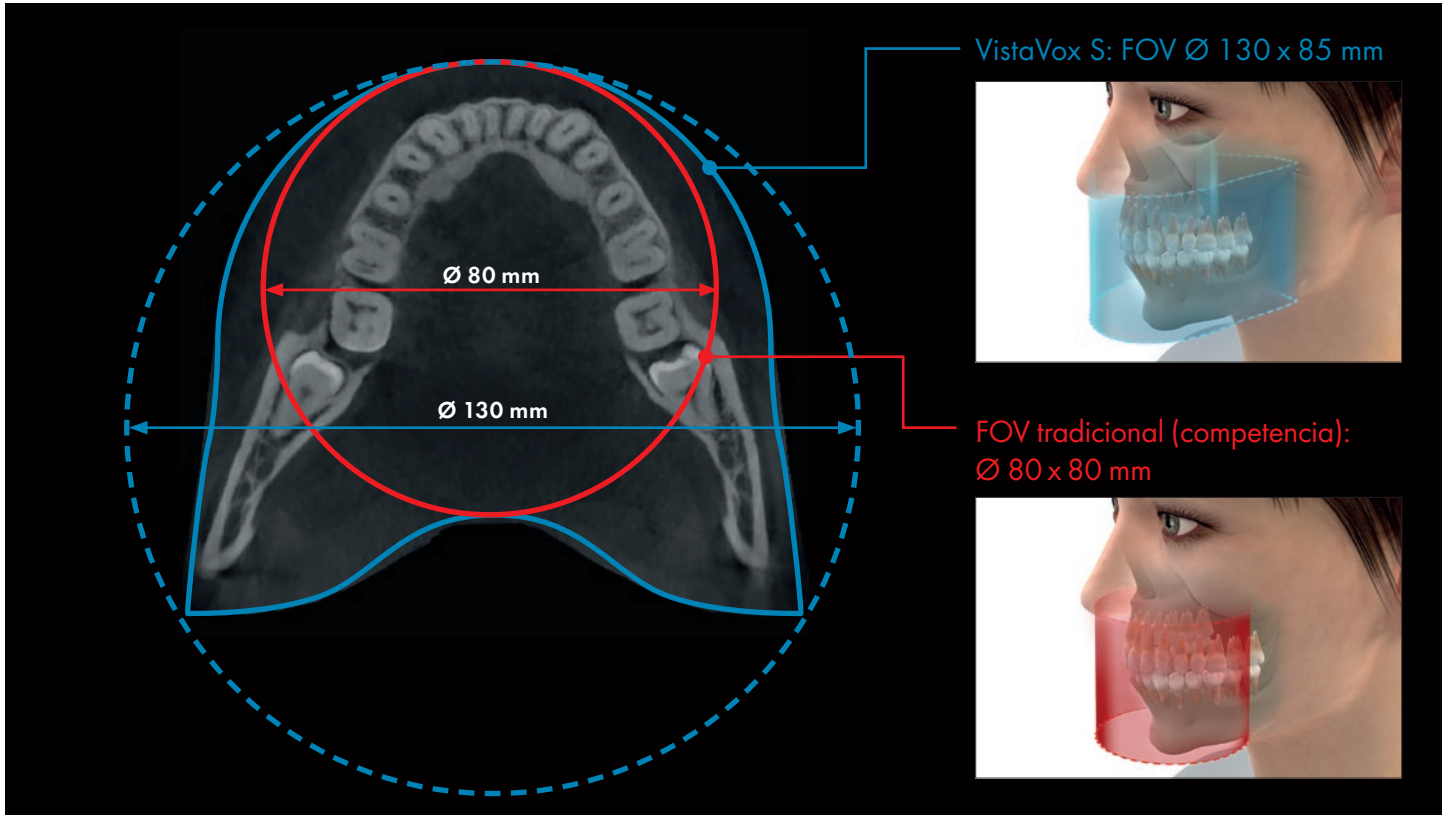 VistaVox S: FOV Ø 130 x 85 mm
Ø 80 mm
Ø 130 mm
FOV tradicional (competencia):
Ø 80 x 80 mm